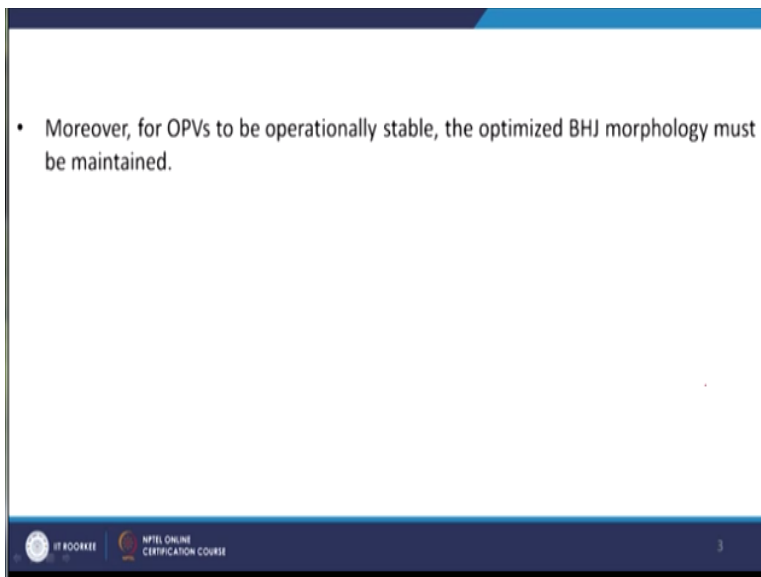 • Moreover, for OPVs to be operationally stable, the optimized BHJ morphology must
be maintained.
IIT ROORKEE
NPTEL ONLINE
CERTIFICATION COURSE
3